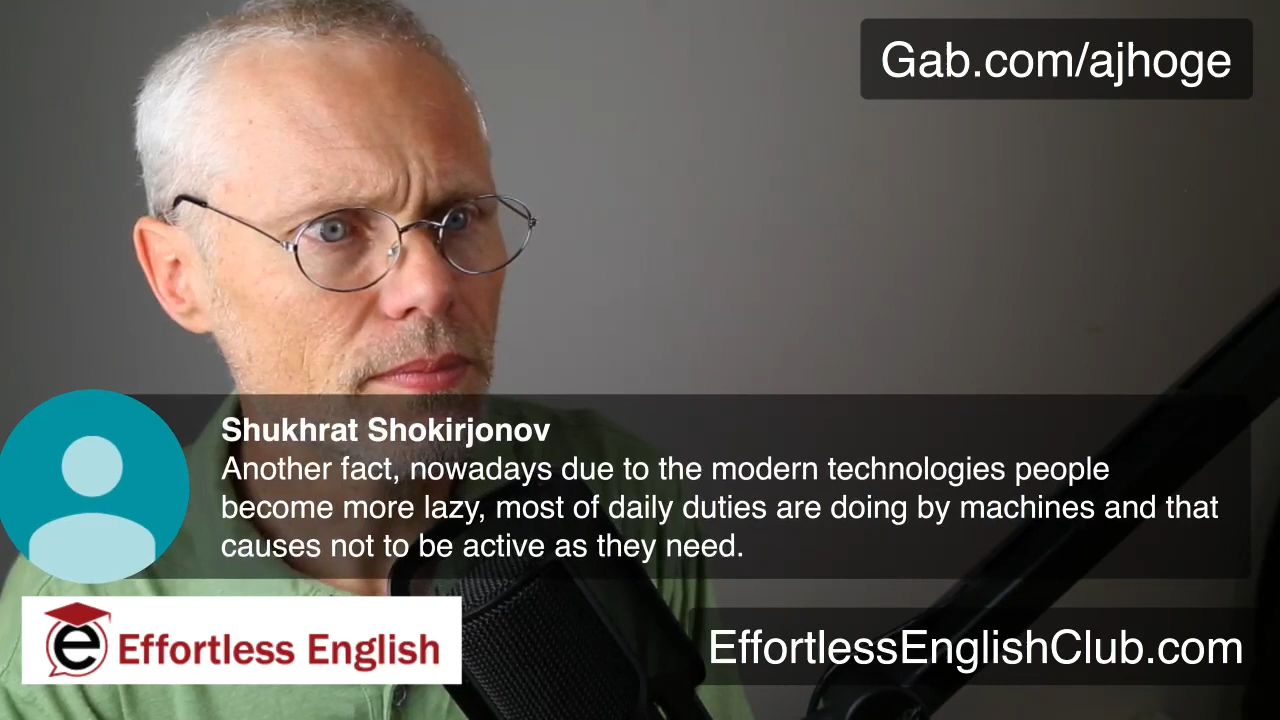 Gab.com/ajhoge
Shukhrat Shokirjonov
Another fact, nowadays due to the modern technologies people
become more lazy, most of daily duties are doing by machines and that
causes not to be active as they need.
e Effortless English
EffortlessEnglishClub.com